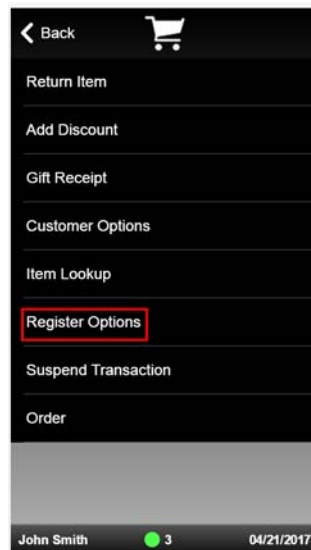 Back
Return Item
Add Discount
Gift Receipt
Customer Options
Item Lookup
Register Options
Suspend Transaction
Order
John Smith 3 04/21/2017